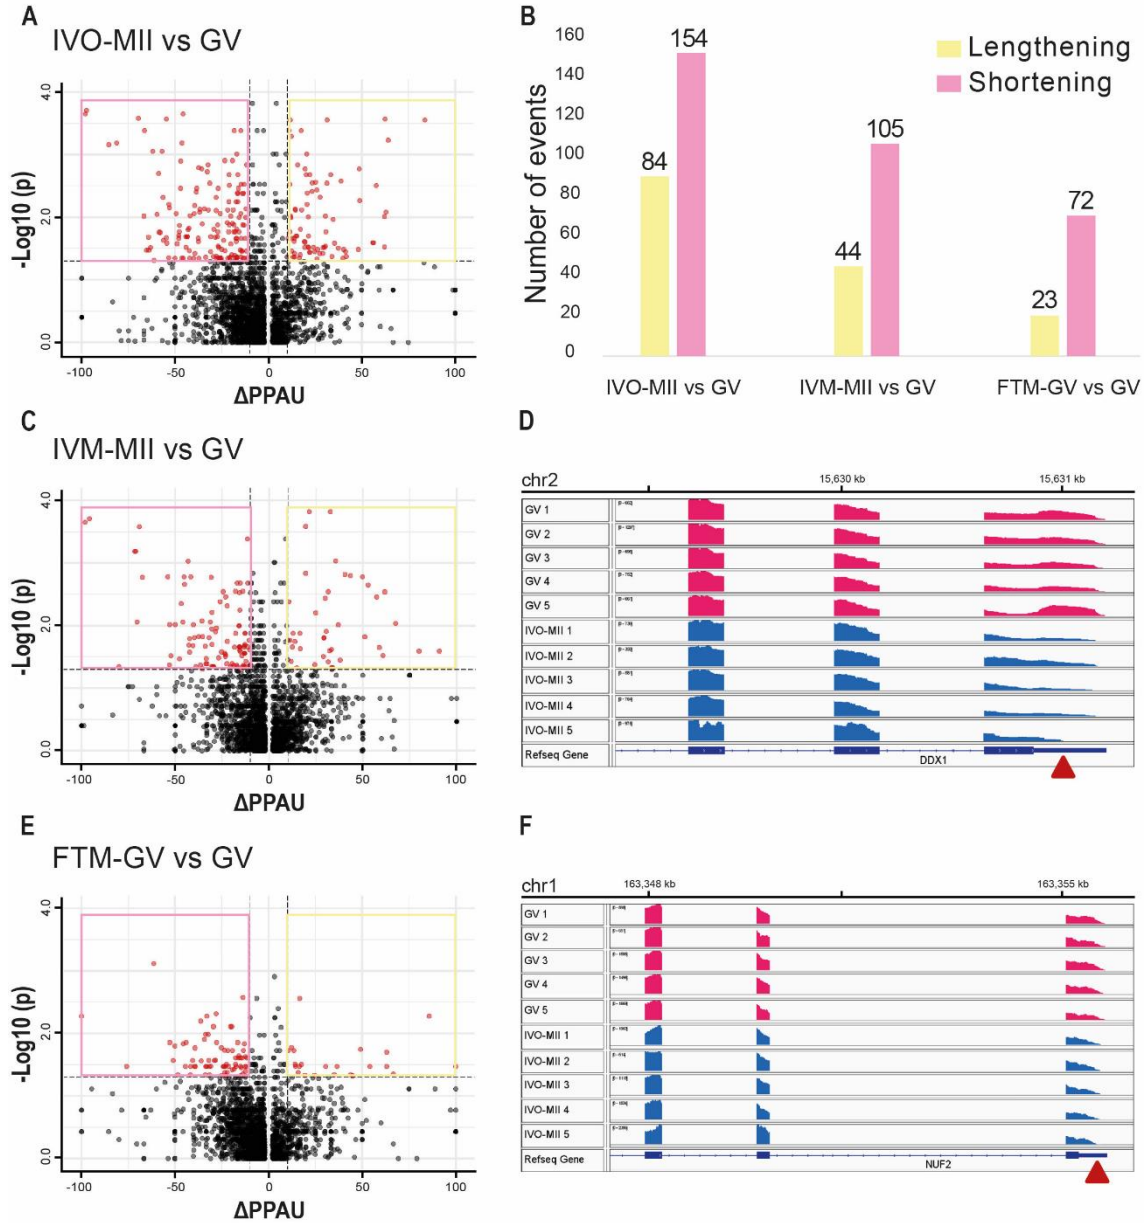 A
IVO-MII vs GV
4.0
2.0
0.0
-Log10 (p)
-100 -50 0 50 100
ΔPPAU
B
160
140
120
100
80
60
40
20
0
Number of events
Lengthening
Shortening
84 154
44 105
23 72
IVO-MII vs GV IVM-MII vs GV FTM-GV vs GV
C
IVM-MII vs GV
4.0
2.0
0.0
-Log10 (p)
-100 -50 0 50 100
ΔPPAU
D
chr2 15,630 kb 15,631 kb
GV 1
GV 2
GV 3
GV 4
GV 5
IVO-MII 1
IVO-MII 2
IVO-MII 3
IVO-MII 4
IVO-MII 5
Refseq Gene
DDX1
E
FTM-GV vs GV
4.0
2.0
0.0
-Log10 (p)
-100 -50 0 50 100
ΔPPAU
F
chr1 163,348 kb 163,355 kb
GV 1
GV 2
GV 3
GV 4
GV 5
IVO-MII 1
IVO-MII 2
IVO-MII 3
IVO-MII 4
IVO-MII 5
Refseq Gene
NUF2